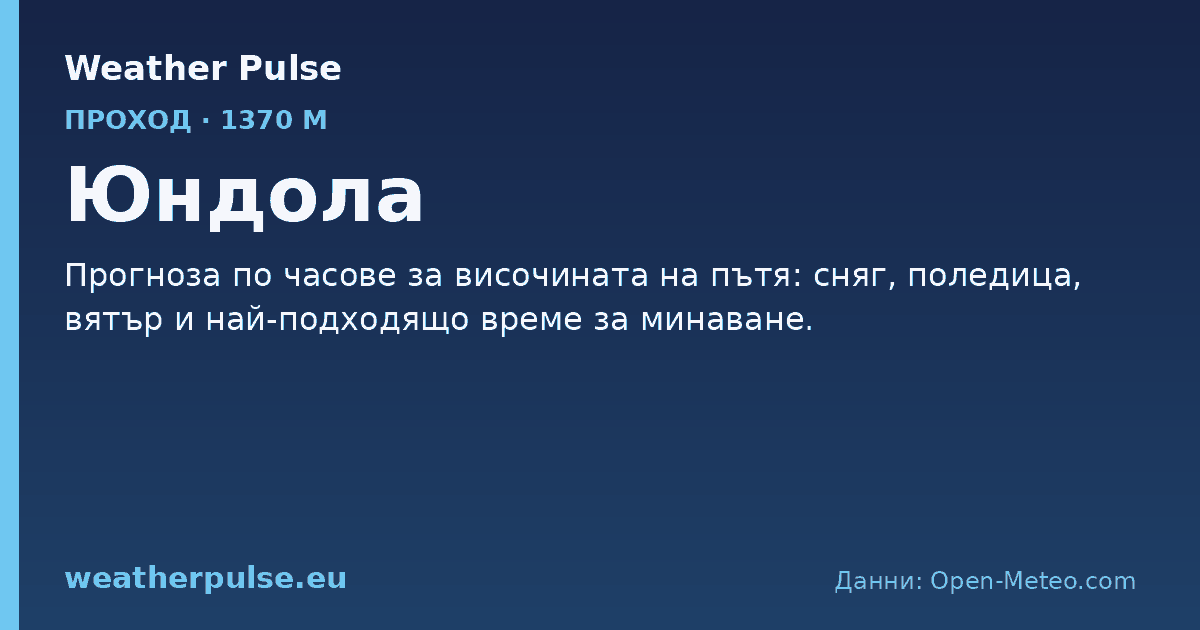 Weather Pulse
ПРОХОД · 1370 М
Юндола
Прогноза по часове за височината на пътя: сняг, поледица,
вятър и най-подходящо време за минаване.
weatherpulse.eu
Данни: Open-Meteo.com